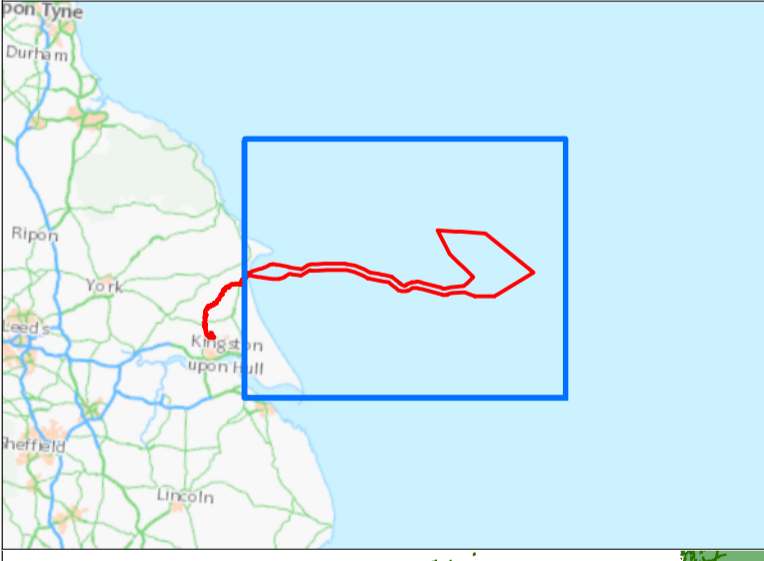 pon Tyne
Durham
Ripon
York
Leeds
Kingston
upon Hull
Sheffield
Lincoln